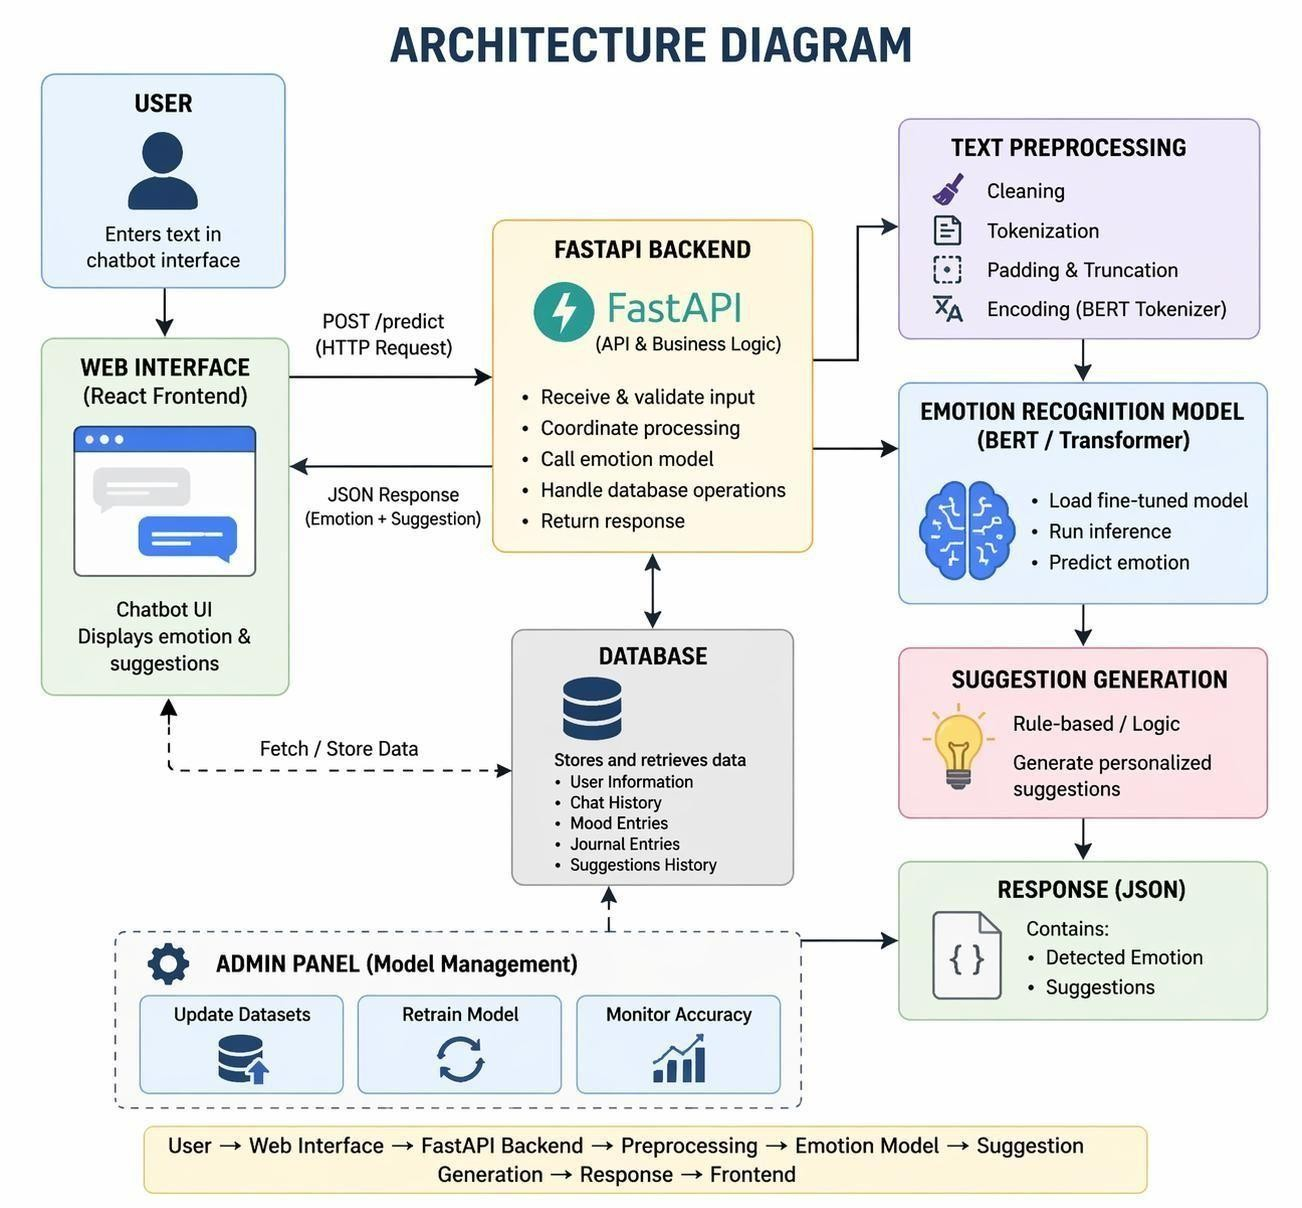 ARCHITECTURE DIAGRAM
USER
Enters text in
chatbot interface
WEB INTERFACE
(React Frontend)
Chatbot UI
Displays emotion &
suggestions
POST /predict
(HTTP Request)
JSON Response
(Emotion + Suggestion)
FASTAPI BACKEND
FastAPI
(API & Business Logic)
• Receive & validate input
• Coordinate processing
• Call emotion model
• Handle database operations
• Return response
TEXT PREPROCESSING
Cleaning
Tokenization
Padding & Truncation
Encoding (BERT Tokenizer)
EMOTION RECOGNITION MODEL
(BERT / Transformer)
• Load fine-tuned model
• Run inference
• Predict emotion
SUGGESTION GENERATION
Rule-based / Logic
Generate personalized
suggestions
RESPONSE (JSON)
{ }
Contains:
• Detected Emotion
• Suggestions
Fetch / Store Data
DATABASE
Stores and retrieves data
• User Information
• Chat History
• Mood Entries
• Journal Entries
• Suggestions History
ADMIN PANEL (Model Management)
Update Datasets
Retrain Model
Monitor Accuracy
User → Web Interface → FastAPI Backend → Preprocessing → Emotion Model → Suggestion
Generation → Response → Frontend